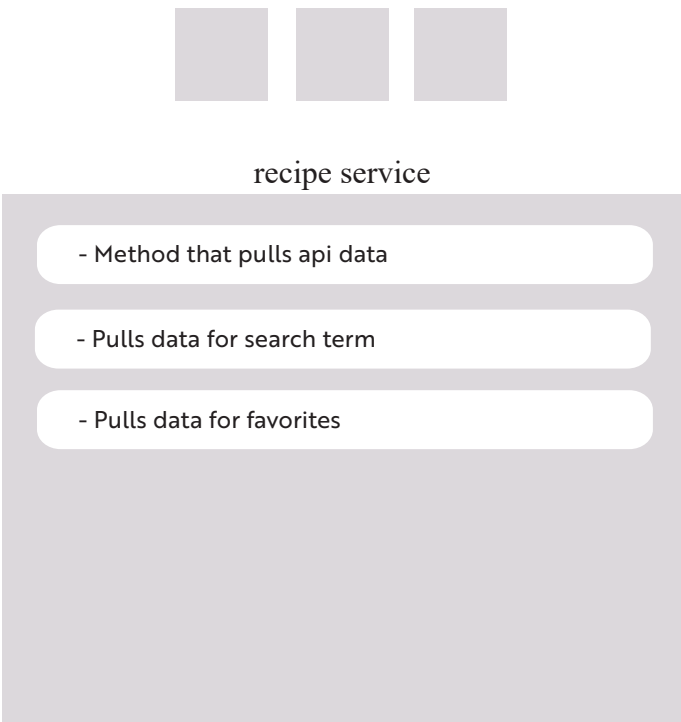 recipe service
- Method that pulls api data
- Pulls data for search term
- Pulls data for favorites